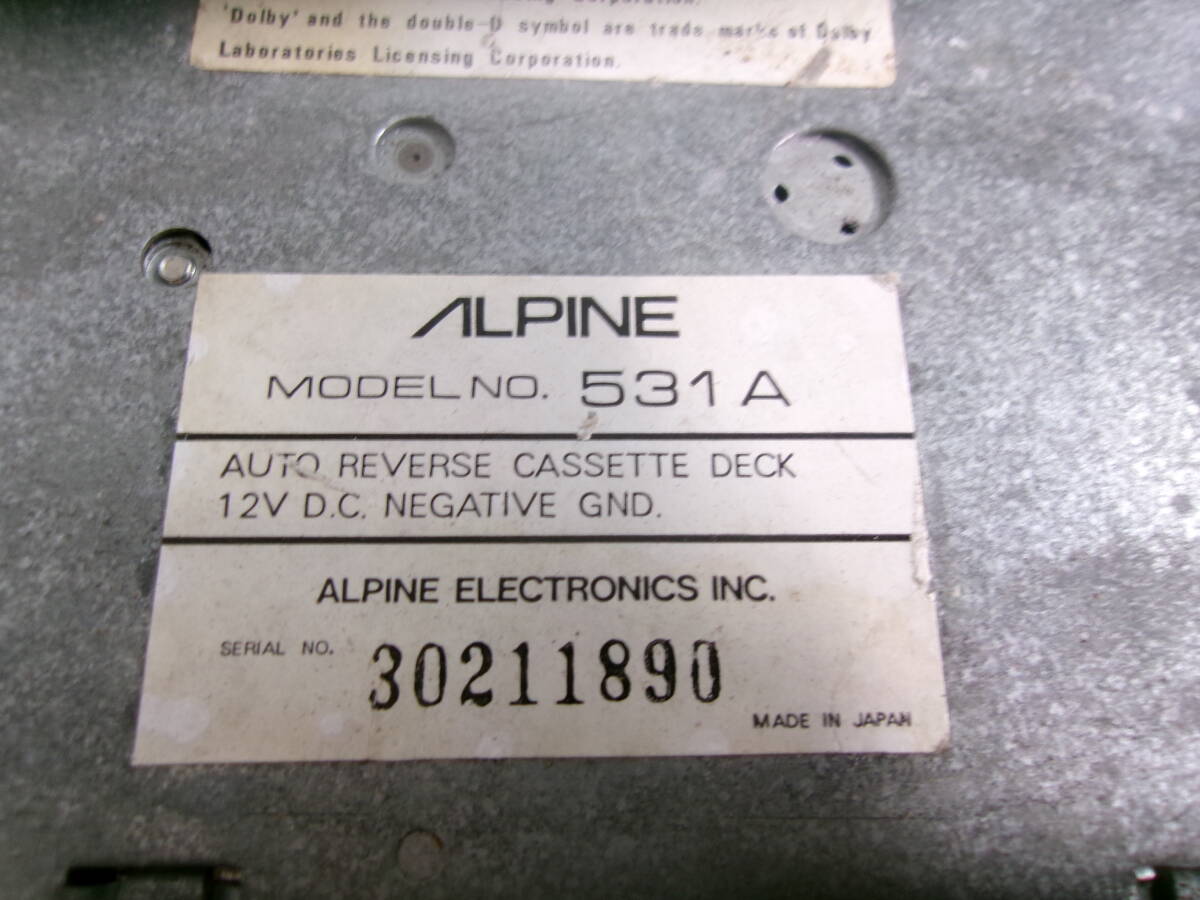 Corporation.
'Dolby' and the double-D symbol are trade marks of Dolby
Laboratories Licensing Corporation.
ALPINE
MODEL NO. 531A
AUTO REVERSE CASSETTE DECK
12V D.C. NEGATIVE GND.
ALPINE ELECTRONICS INC.
SERIAL NO. 30211890
MADE IN JAPAN